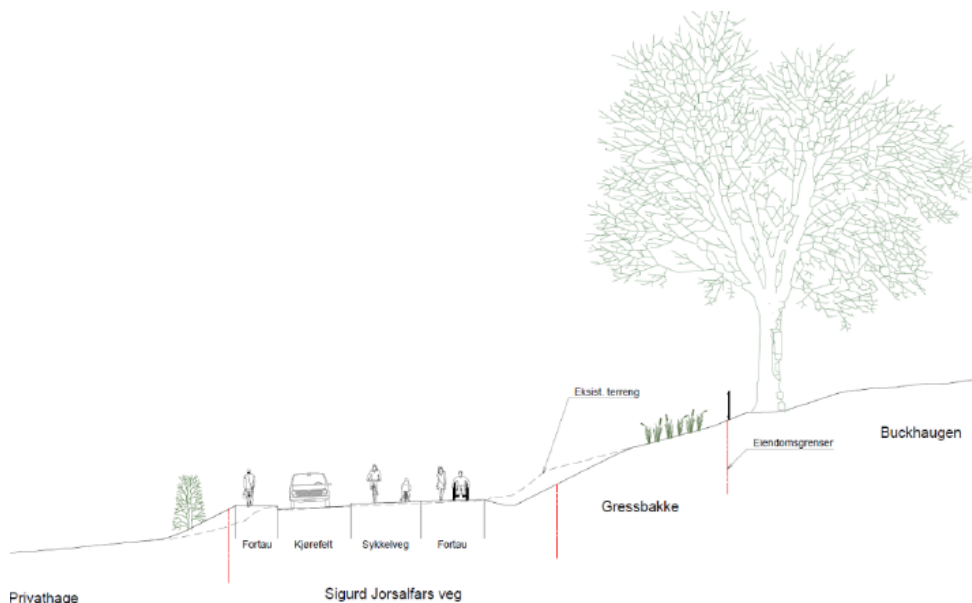 Eksist. terreng
Buckhaugen
Eiendomsgrenser
Gressbakke
Fortau
Kjørefelt
Sykkelveg
Fortau
Sigurd Jorsalfars veg
Privathage